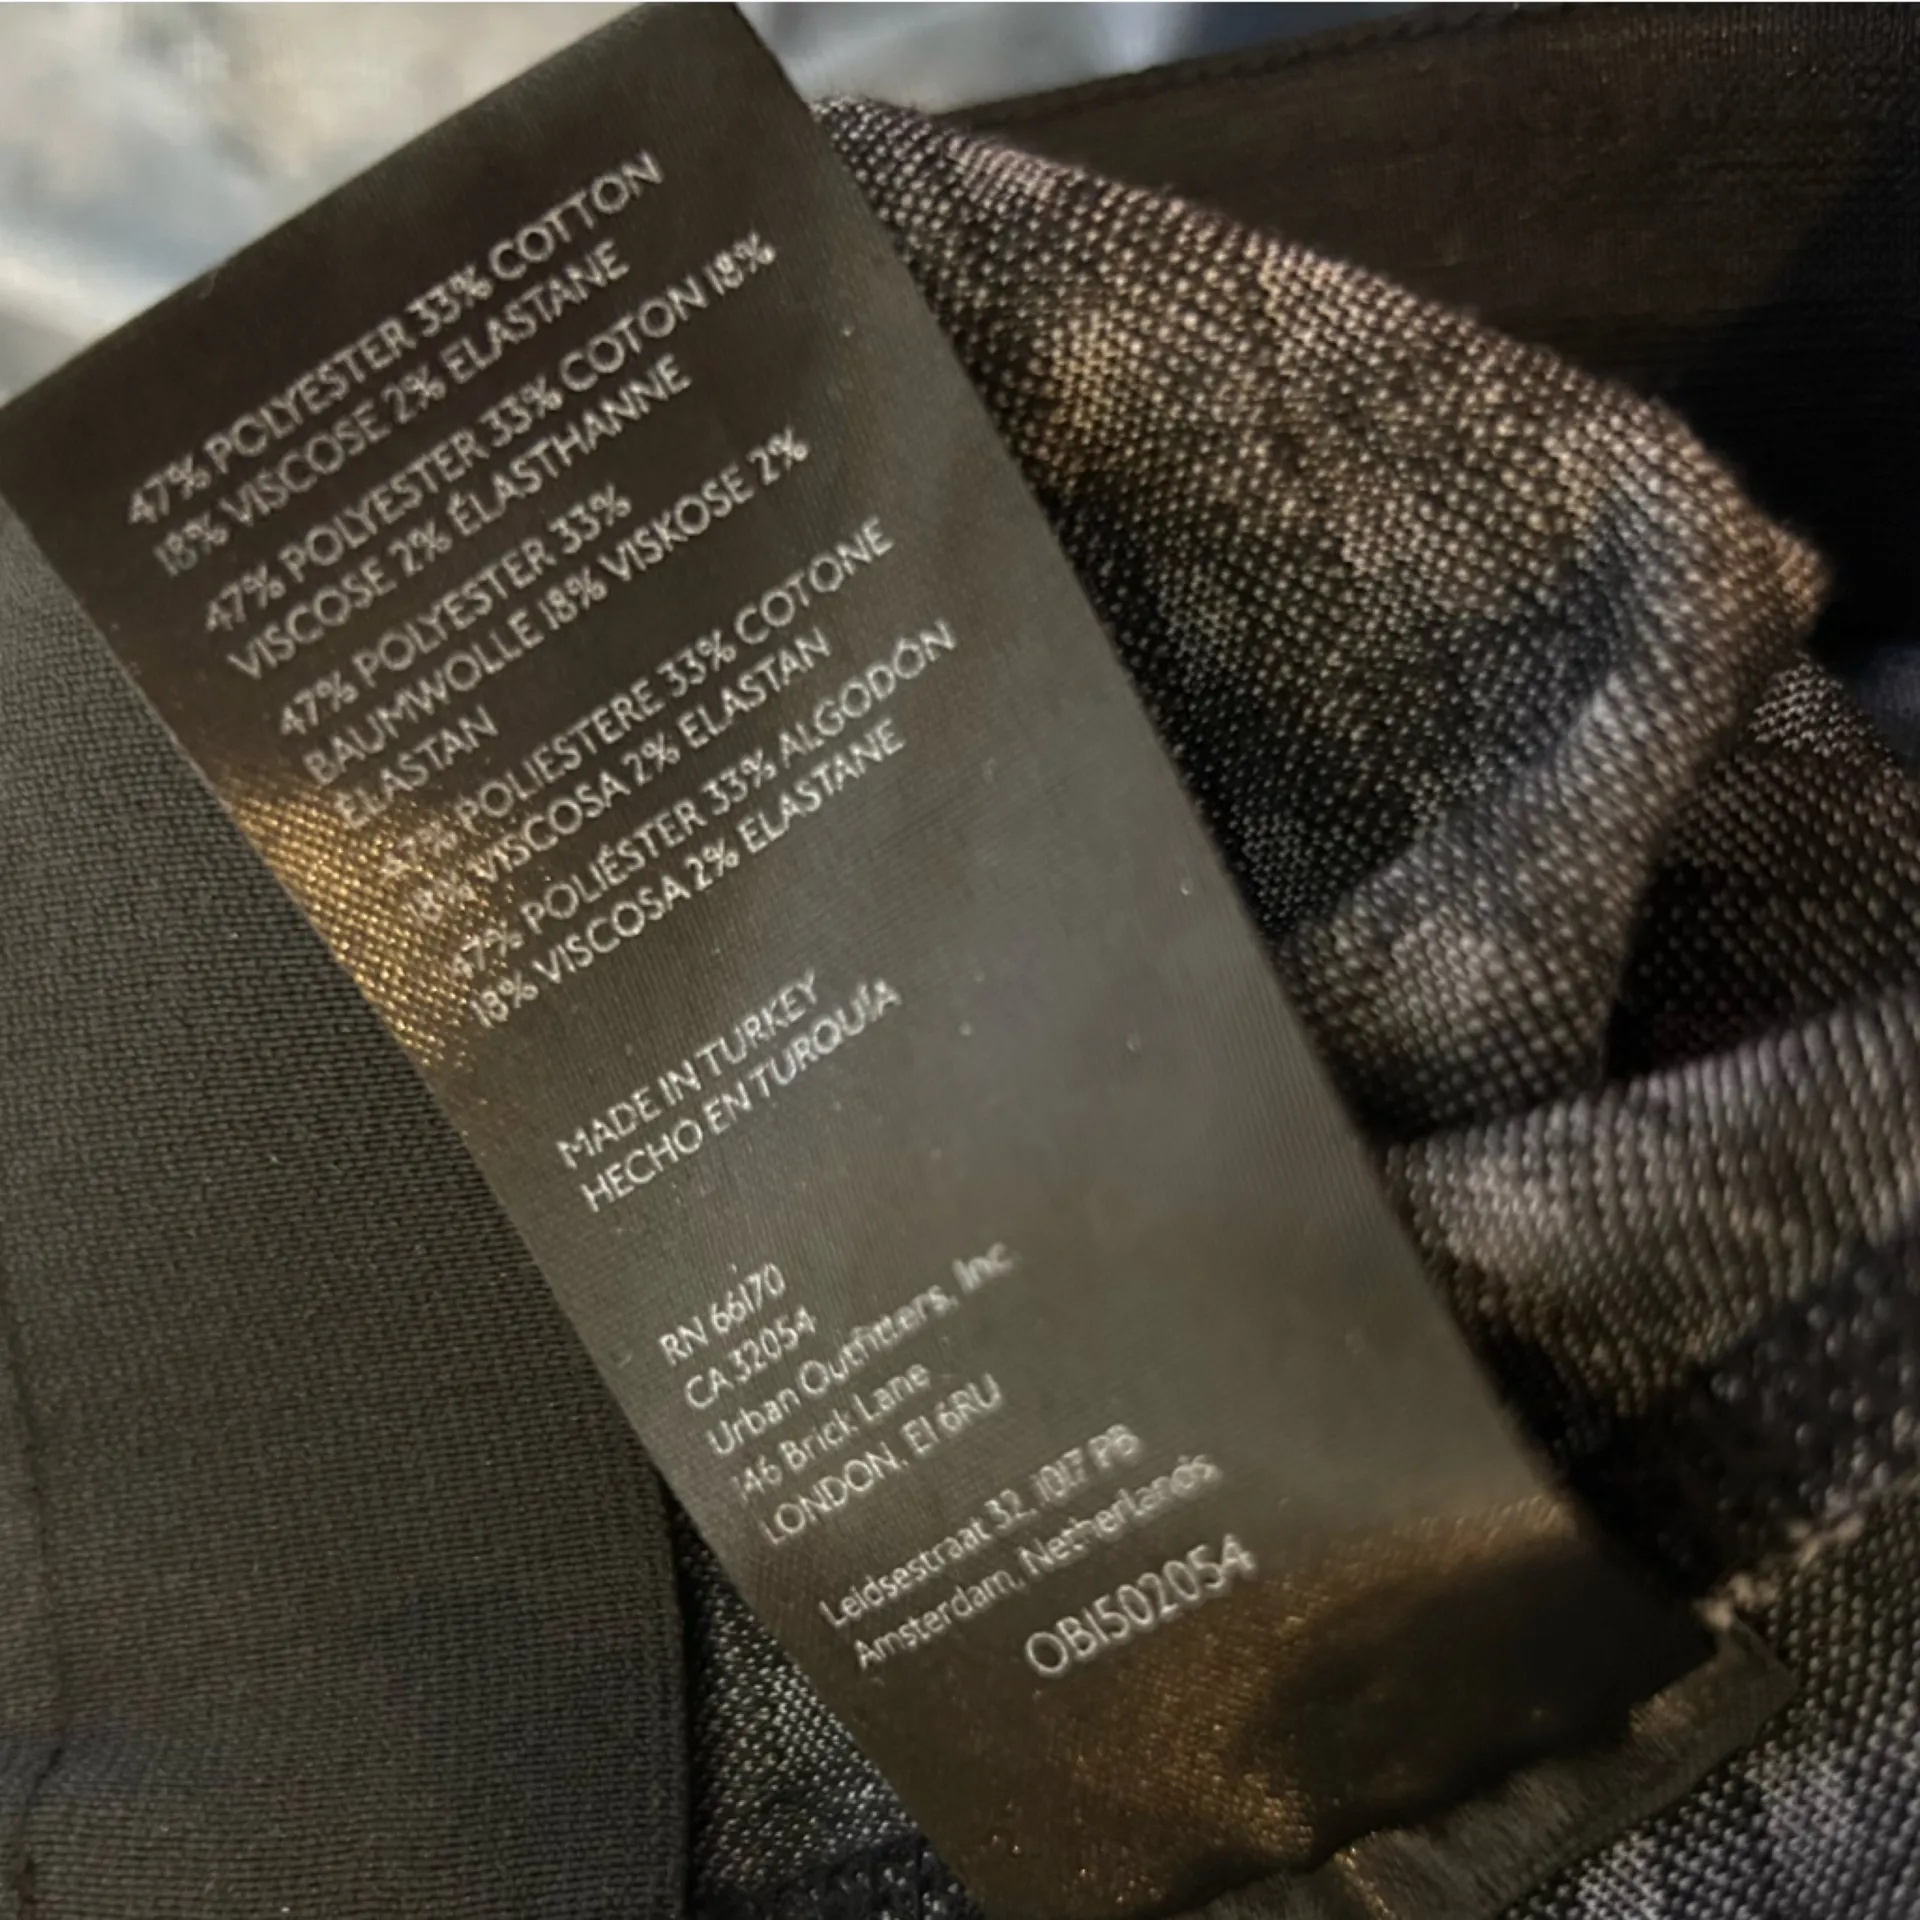 47% POLYESTER 33% COTTON
18% VISCOSE 2% ELASTANE
47% POLYESTER 33% COTON 18%
VISCOSE 2% ÉLASTHANNE
47% POLYESTER 33%
BAUMWOLLE 18% VISKOSE 2%
ELASTAN
47% POLIESTERE 33% COTONE
18% VISCOSA 2% ELASTAN
47% POLIÉSTER 33% ALGODÓN
18% VISCOSA 2% ELASTANE
MADE IN TURKEY
HECHO EN TURQUÍA
RN 66170
CA 32054
Urban Outfitters, Inc.
146 Brick Lane
LONDON, E1 6RU
Leidsestraat 32, 1017 PB
Amsterdam, Netherlands
OB1502054